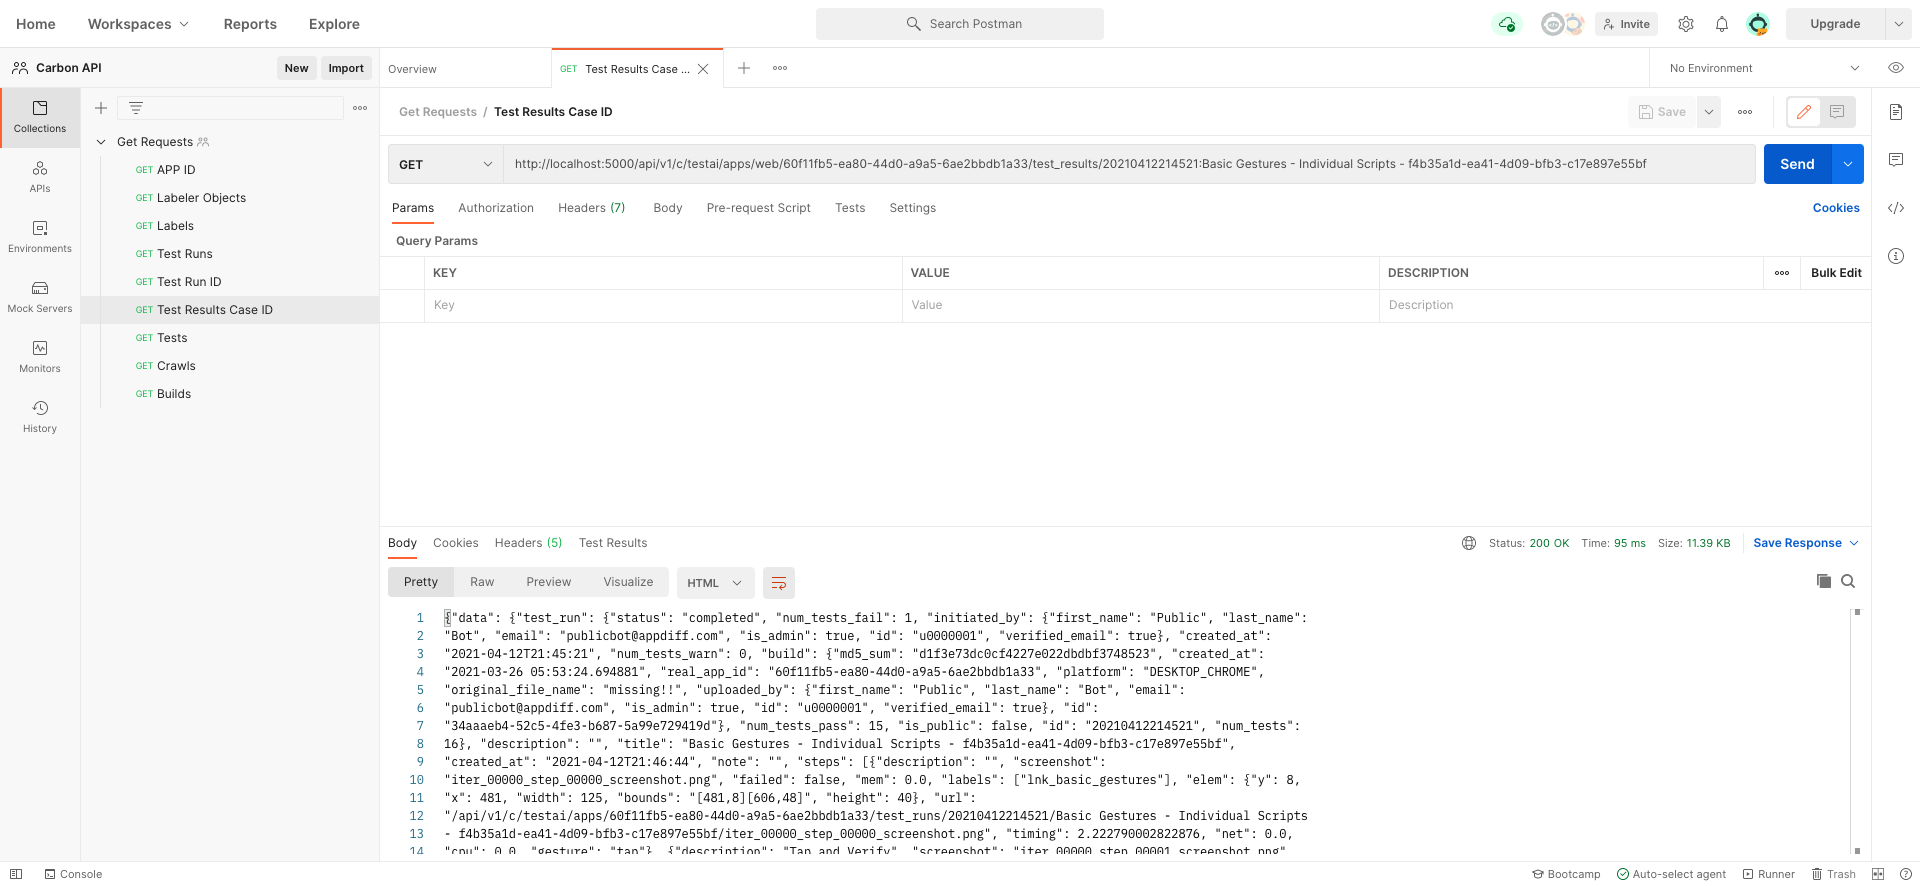 Home Workspaces Reports Explore Search Postman Invite Upgrade
Carbon API New Import Overview GET Test Results Case ... No Environment
Collections
APIs
Environments
Mock Servers
Monitors
History
Get Requests
GET APP ID
GET Labeler Objects
GET Labels
GET Test Runs
GET Test Run ID
GET Test Results Case ID
GET Tests
GET Crawls
GET Builds
Get Requests / Test Results Case ID Save
GET http://localhost:5000/api/v1/c/testai/apps/web/60f11fb5-ea80-44d0-a9a5-6ae2bbdb1a33/test_results/20210412214521:Basic Gestures - Individual Scripts - f4b35a1d-ea41-4d09-bfb3-c17e897e55bf Send
Params Authorization Headers (7) Body Pre-request Script Tests Settings Cookies
Query Params
KEY VALUE DESCRIPTION Bulk Edit
Key Value Description
Body Cookies Headers (5) Test Results Status: 200 OK Time: 95 ms Size: 11.39 KB Save Response
Pretty Raw Preview Visualize HTML
1 {"data": {"test_run": {"status": "completed", "num_tests_fail": 1, "initiated_by": {"first_name": "Public", "last_name":
2 "Bot", "email": "publicbot@appdiff.com", "is_admin": true, "id": "u0000001", "verified_email": true}, "created_at":
3 "2021-04-12T21:45:21", "num_tests_warn": 0, "build": {"md5_sum": "d1f3e73dc0cf4227e022dbdbf3748523", "created_at":
4 "2021-03-26 05:53:24.694881", "real_app_id": "60f11fb5-ea80-44d0-a9a5-6ae2bbdb1a33", "platform": "DESKTOP_CHROME",
5 "original_file_name": "missing!!", "uploaded_by": {"first_name": "Public", "last_name": "Bot", "email":
6 "publicbot@appdiff.com", "is_admin": true, "id": "u0000001", "verified_email": true}, "id":
7 "34aaaeb4-52c5-4fe3-b687-5a99e729419d"}, "num_tests_pass": 15, "is_public": false, "id": "20210412214521", "num_tests":
8 16}, "description": "", "title": "Basic Gestures - Individual Scripts - f4b35a1d-ea41-4d09-bfb3-c17e897e55bf",
9 "created_at": "2021-04-12T21:46:44", "note": "", "steps": [{"description": "", "screenshot":
10 "iter_00000_step_00000_screenshot.png", "failed": false, "mem": 0.0, "labels": ["lnk_basic_gestures"], "elem": {"y": 8,
11 "x": 481, "width": 125, "bounds": "[481,8][606,48]", "height": 40}, "url":
12 "/api/v1/c/testai/apps/60f11fb5-ea80-44d0-a9a5-6ae2bbdb1a33/test_runs/20210412214521/Basic Gestures - Individual Scripts
13 - f4b35a1d-ea41-4d09-bfb3-c17e897e55bf/iter_00000_step_00000_screenshot.png", "timing": 2.222790002822876, "net": 0.0,
14 "cpu": 0.0, "gesture": "tap"}, {"description": "Tap and Verify", "screenshot": "iter_00000_step_00001_screenshot.png"
Console Bootcamp Auto-select agent Runner Trash